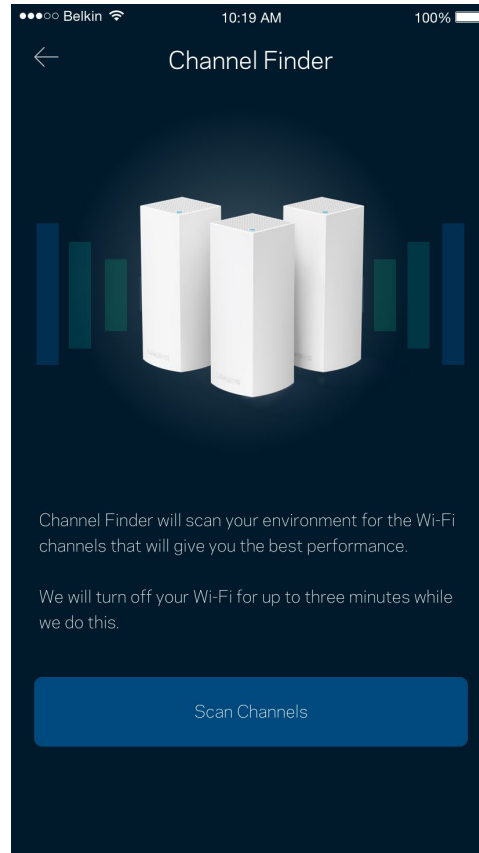 Belkin 10:19 AM 100%
Channel Finder
Channel Finder will scan your environment for the Wi-Fi
channels that will give you the best performance.
We will turn off your Wi-Fi for up to three minutes while
we do this.
Scan Channels